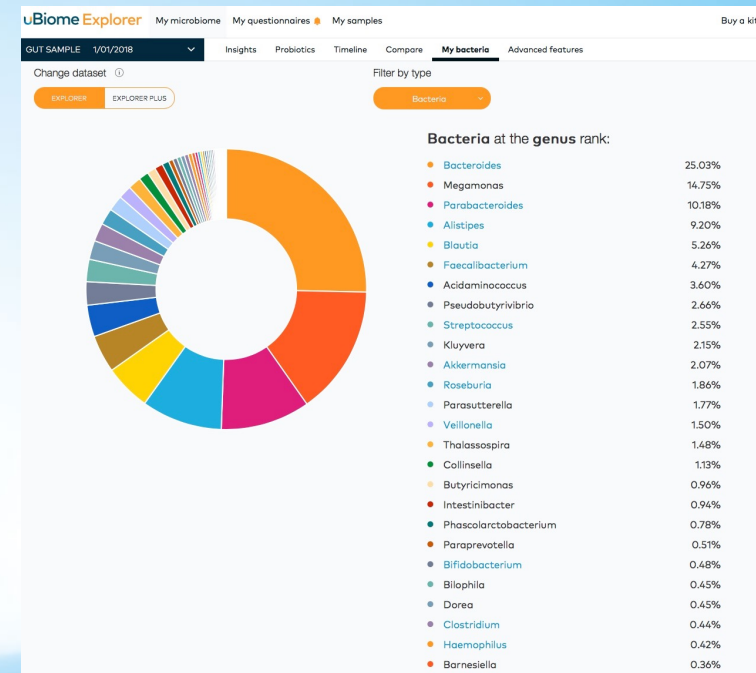 uBiome Explorer My microbiome My questionnaires My samples Buy a kit
GUT SAMPLE 1/01/2018 Insights Probiotics Timeline Compare My bacteria Advanced features
Change dataset Filter by type
EXPLORER EXPLORER PLUS Bacteria
Bacteria at the genus rank:
Bacteroides 25.03%
Megamonas 14.75%
Parabacteroides 10.18%
Alistipes 9.20%
Blautia 5.26%
Faecalibacterium 4.27%
Acidaminococcus 3.60%
Pseudobutyrivibrio 2.66%
Streptococcus 2.55%
Kluyvera 2.15%
Akkermansia 2.07%
Roseburia 1.86%
Parasutterella 1.77%
Veillonella 1.50%
Thalassospira 1.48%
Collinsella 1.13%
Butyricimonas 0.96%
Intestinibacter 0.94%
Phascolarctobacterium 0.78%
Paraprevotella 0.51%
Bifidobacterium 0.48%
Bilophila 0.45%
Dorea 0.45%
Clostridium 0.44%
Haemophilus 0.42%
Barnesiella 0.36%